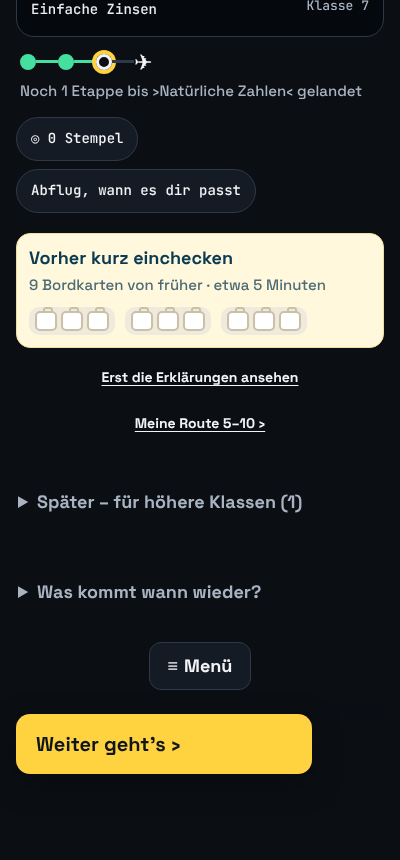 Einfache Zinsen
Klasse 7
Noch 1 Etappe bis ›Natürliche Zahlen‹ gelandet
◎ 0 Stempel
Abflug, wann es dir passt
Vorher kurz einchecken
9 Bordkarten von früher · etwa 5 Minuten
Erst die Erklärungen ansehen
Meine Route 5–10 ›
▶ Später – für höhere Klassen (1)
▶ Was kommt wann wieder?
≡ Menü
Weiter geht’s ›